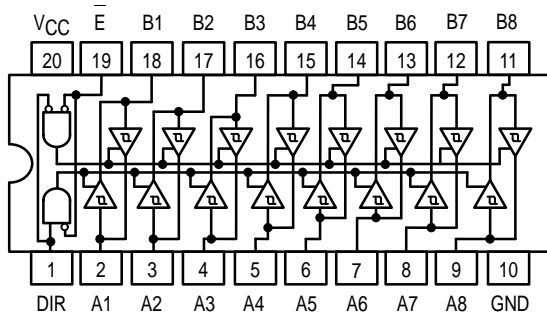 VCC E B1 B2 B3 B4 B5 B6 B7 B8
20 19 18 17 16 15 14 13 12 11
1 2 3 4 5 6 7 8 9 10
DIR A1 A2 A3 A4 A5 A6 A7 A8 GND